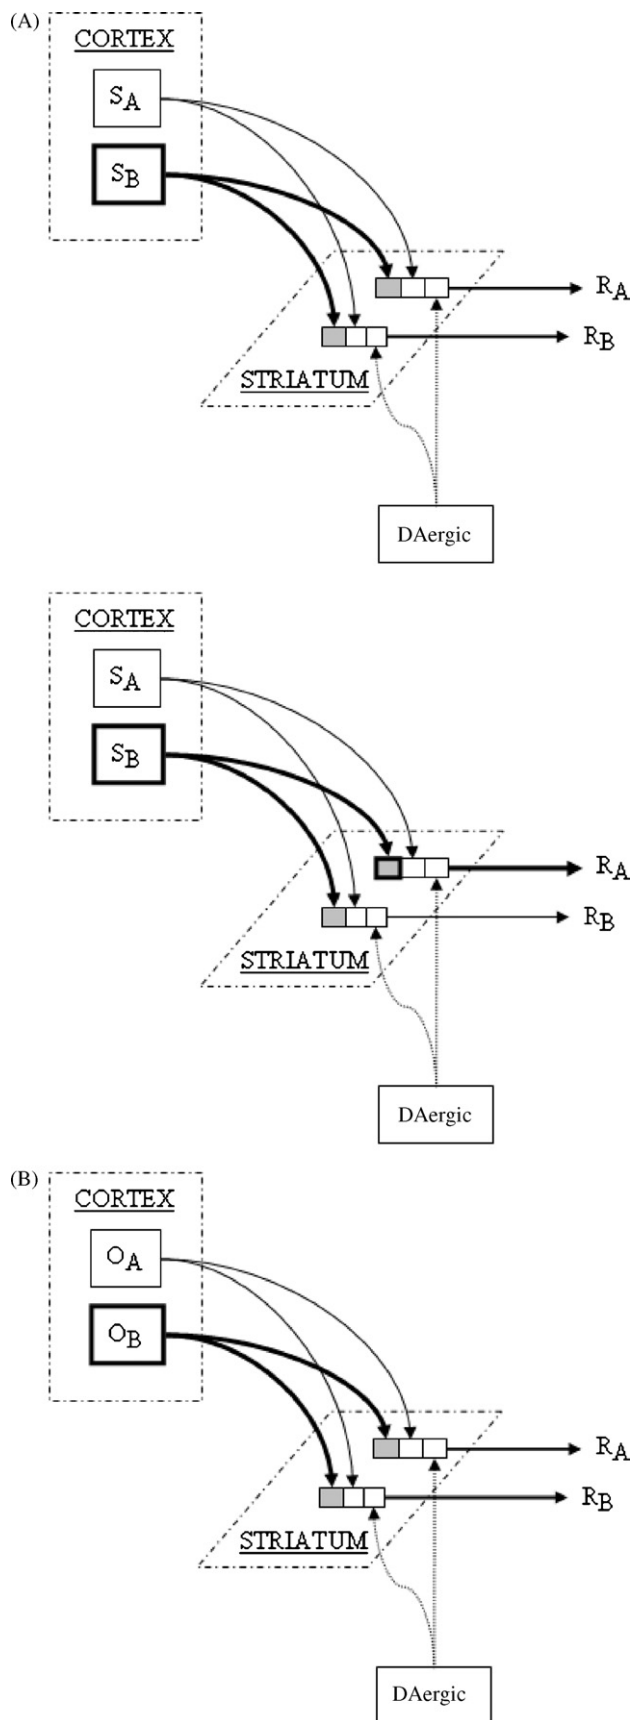 (A)
CORTEX
SA
SB
RA
RB
STRIATUM
DAergic
CORTEX
SA
SB
RA
RB
STRIATUM
DAergic
(B)
CORTEX
OA
OB
RA
RB
STRIATUM
DAergic